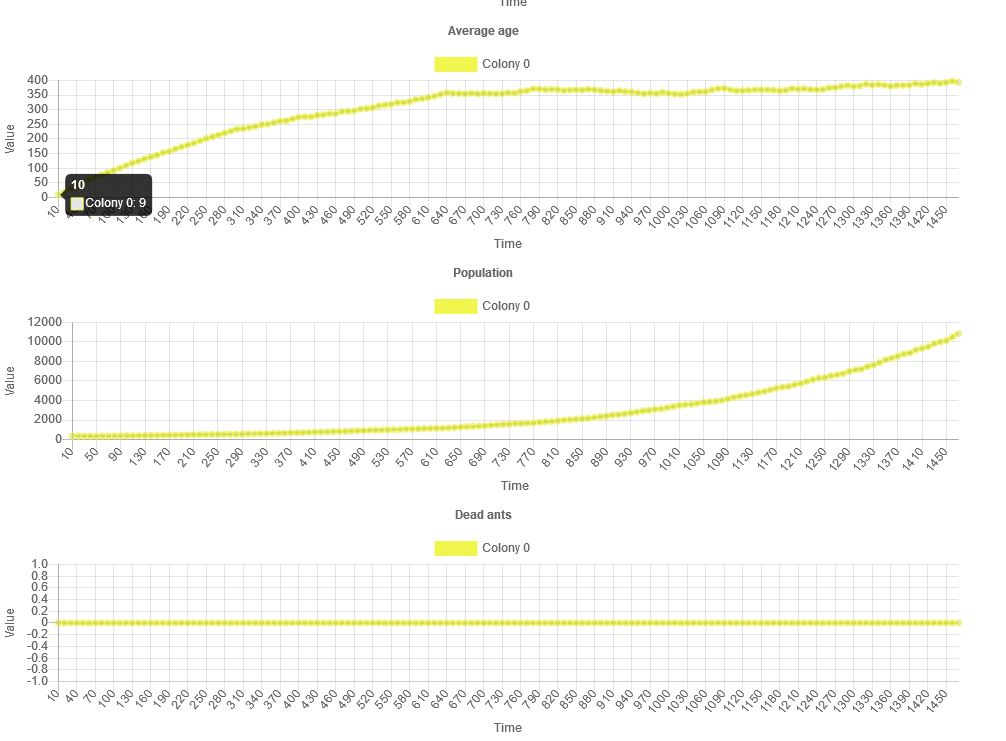 Time
Average age
Colony 0
400
350
300
250
200
150
100
50
0
Value
10
Colony 0: 9
10 100 130 190 220 250 280 310 340 370 400 430 460 490 520 550 580 610 640 670 700 730 760 790 820 850 880 910 940 970 1000 1030 1060 1090 1120 1150 1180 1210 1240 1270 1300 1330 1360 1390 1420 1450
Time
Population
Colony 0
12000
10000
8000
6000
4000
2000
0
Value
10 50 90 130 170 210 250 290 330 370 410 450 490 530 570 610 650 690 730 770 810 850 890 930 970 1010 1050 1090 1130 1170 1210 1250 1290 1330 1370 1410 1450
Time
Dead ants
Colony 0
1.0
0.8
0.6
0.4
0.2
0
-0.2
-0.4
-0.6
-0.8
-1.0
Value
10 40 70 100 130 160 190 220 250 280 310 340 370 400 430 460 490 520 550 580 610 640 670 700 730 760 790 820 850 880 910 940 970 1000 1030 1060 1090 1120 1150 1180 1210 1240 1270 1300 1330 1360 1390 1420 1450
Time